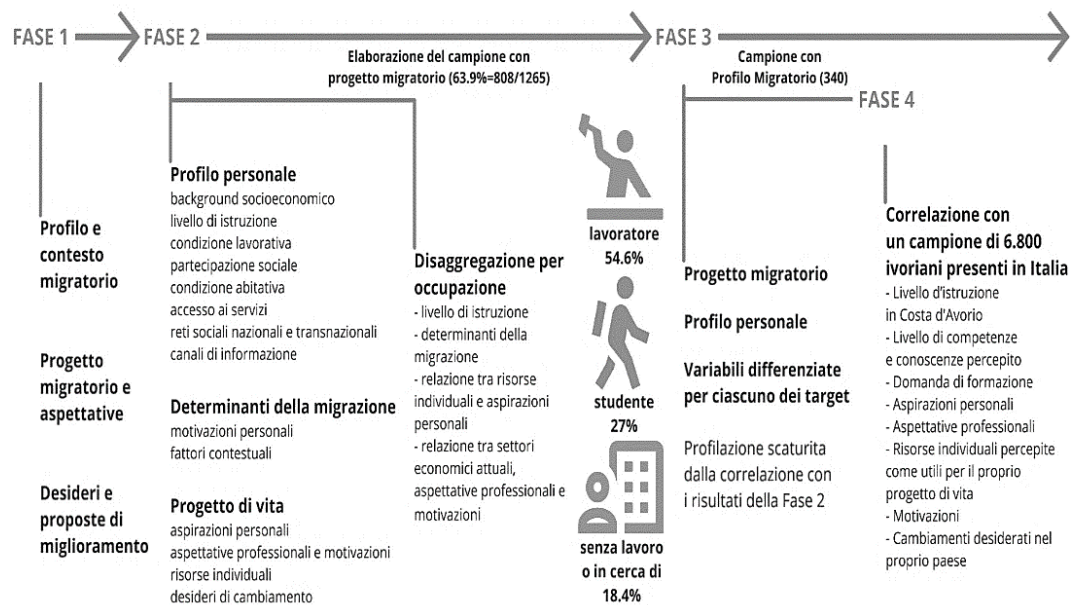 FASE 1
FASE 2
FASE 3
Elaborazione del campione con
progetto migratorio (63.9%=808/1265)
Campione con
Profilo Migratorio (340)
FASE 4
Profilo e
contesto
migratorio
Progetto
migratorio e
aspettative
Desideri e
proposte di
miglioramento
Profilo personale
background socioeconomico
livello di istruzione
condizione lavorativa
partecipazione sociale
condizione abitativa
accesso ai servizi
reti sociali nazionali e transnazionali
canali di informazione
Determinanti della migrazione
motivazioni personali
fattori contestuali
Progetto di vita
aspirazioni personali
aspettative professionali e motivazioni
risorse individuali
desideri di cambiamento
Disaggregazione per
occupazione
- livello di istruzione
- determinanti della
migrazione
- relazione tra risorse
individuali e aspirazioni
personali
- relazione tra settori
economici attuali,
aspettative professionali e
motivazioni
lavoratore
54.6%
studente
27%
senza lavoro
o in cerca di
18.4%
Progetto migratorio
Profilo personale
Variabili differenziate
per ciascuno dei target
Profilazione scaturita
dalla correlazione con
i risultati della Fase 2
Correlazione con
un campione di 6.800
ivoriani presenti in Italia
- Livello d'istruzione
in Costa d'Avorio
- Livello di competenze
e conoscenze percepito
- Domanda di formazione
- Aspirazioni personali
- Aspettative professionali
- Risorse individuali percepite
come utili per il proprio
progetto di vita
- Motivazioni
- Cambiamenti desiderati nel
proprio paese